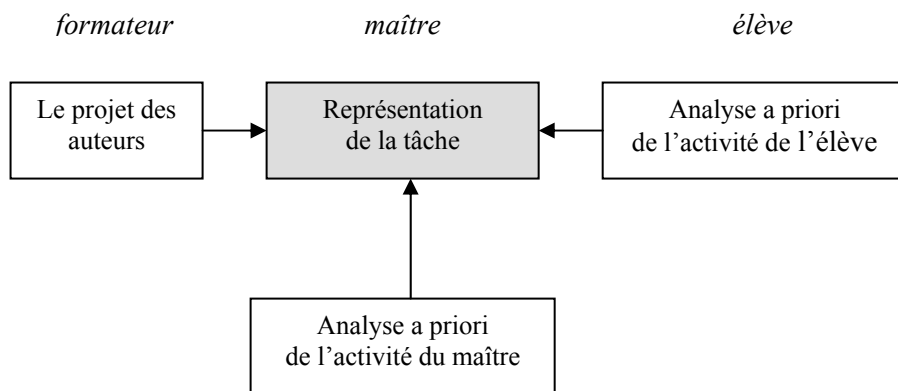 formateur
maître
élève
Le projet des
auteurs
Représentation
de la tâche
Analyse a priori
de l’activité de l’élève
Analyse a priori
de l’activité du maître